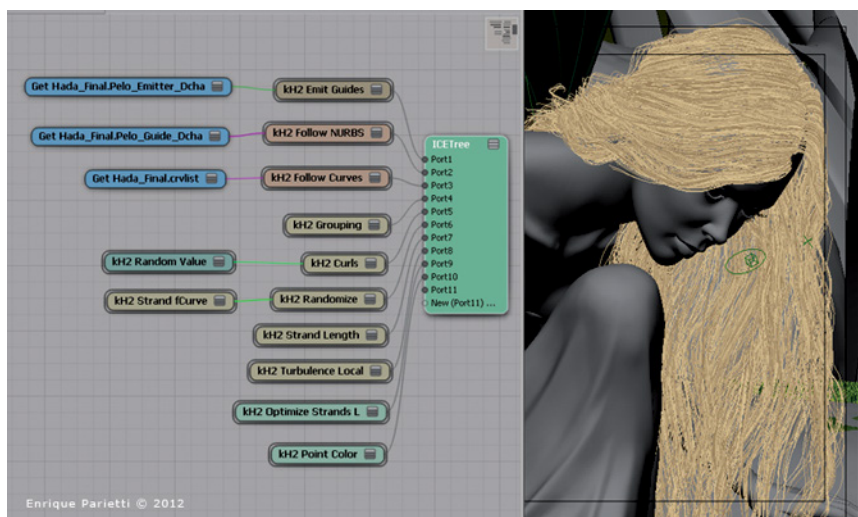 Get Hada_Final.Pelo_Emitter_Dcha
kH2 Emit Guides
Get Hada_Final.Pelo_Guide_Dcha
kH2 Follow NURBS
Get Hada_Final.crvlist
kH2 Follow Curves
kH2 Grouping
kH2 Random Value
kH2 Curls
kH2 Strand fCurve
kH2 Randomize
kH2 Strand Length
kH2 Turbulence Local
kH2 Optimize Strands L
kH2 Point Color
ICETree
Port1
Port2
Port3
Port4
Port5
Port6
Port7
Port8
Port9
Port10
Port11
New (Port11) ...
Enrique Parietti © 2012